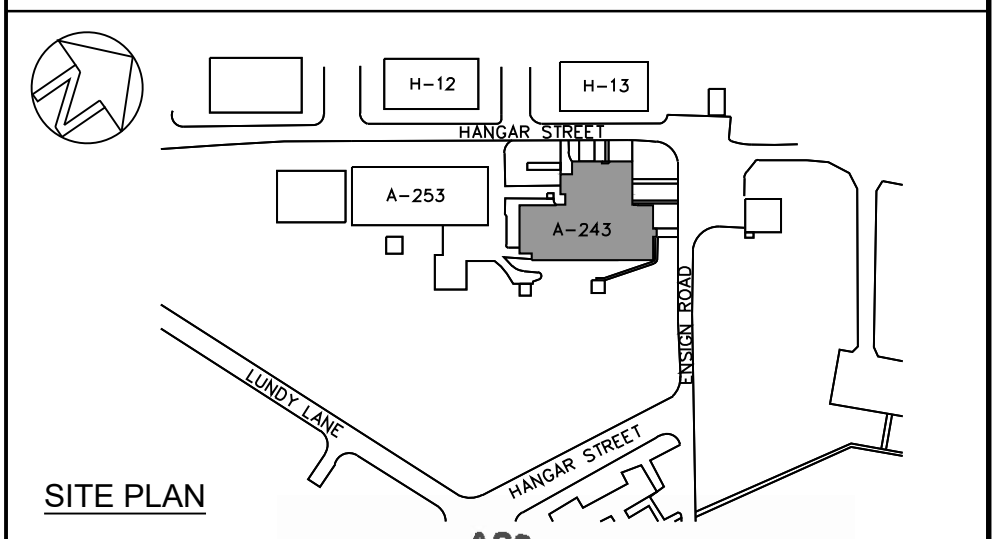 N
H-12
H-13
HANGAR STREET
A-253
A-243
ENSIGN ROAD
LUNDY LANE
HANGAR STREET
SITE PLAN